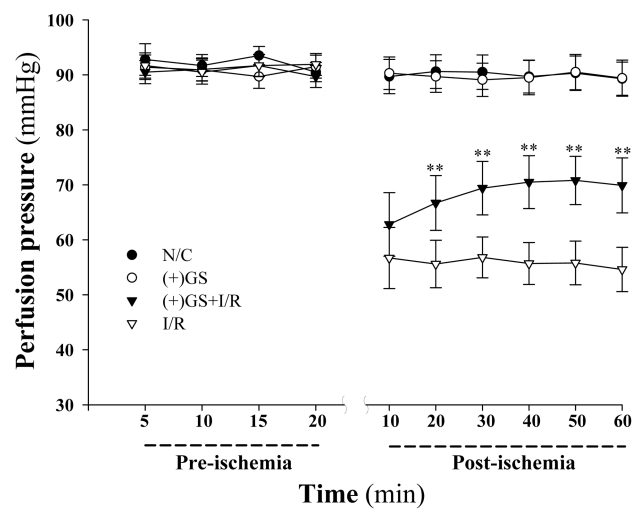 100
90
80
70
60
50
40
30
Perfusion pressure (mmHg)
** ** ** ** **
N/C
(+)GS
(+)GS+I/R
I/R
5 10 15 20 10 20 30 40 50 60
Pre-ischemia Post-ischemia
Time (min)